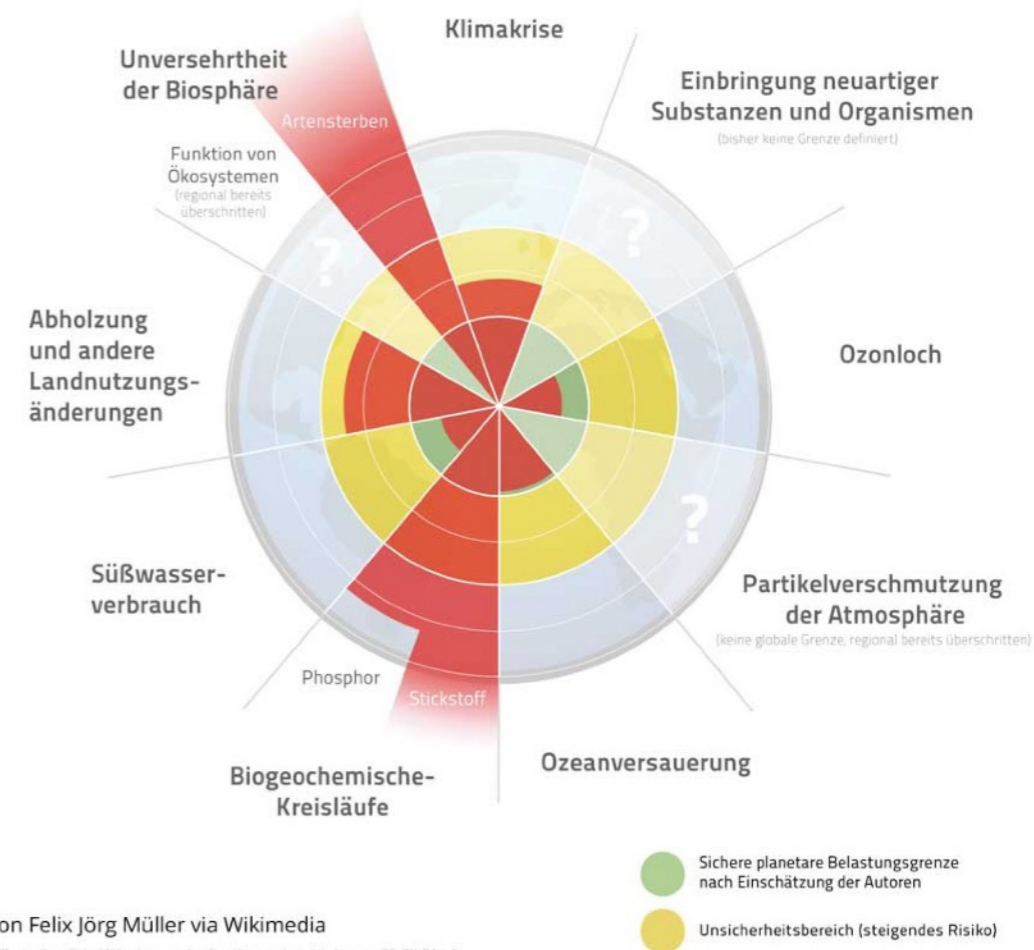 Klimakrise
Unversehrtheit
der Biosphäre
Artensterben
Funktion von
Ökosystemen
(regional bereits
überschritten)
?
Einbringung neuartiger
Substanzen und Organismen
(bisher keine Grenze definiert)
?
Abholzung
und andere
Landnutzungs-
änderungen
Ozonloch
?
Süßwasser-
verbrauch
Partikelverschmutzung
der Atmosphäre
(keine globale Grenze, regional bereits überschritten)
Phosphor
Stickstoff
Biogeochemische-
Kreisläufe
Ozeanversauerung
Sichere planetare Belastungsgrenze
nach Einschätzung der Autoren
Unsicherheitsbereich (steigendes Risiko)
on Felix Jörg Müller via Wikimedia